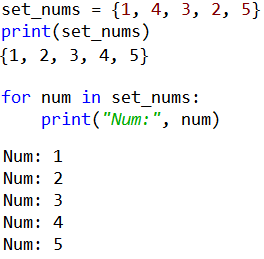 set_nums = {1, 4, 3, 2, 5}
print(set_nums)
{1, 2, 3, 4, 5}
for num in set_nums:
    print("Num:", num)
Num: 1
Num: 2
Num: 3
Num: 4
Num: 5